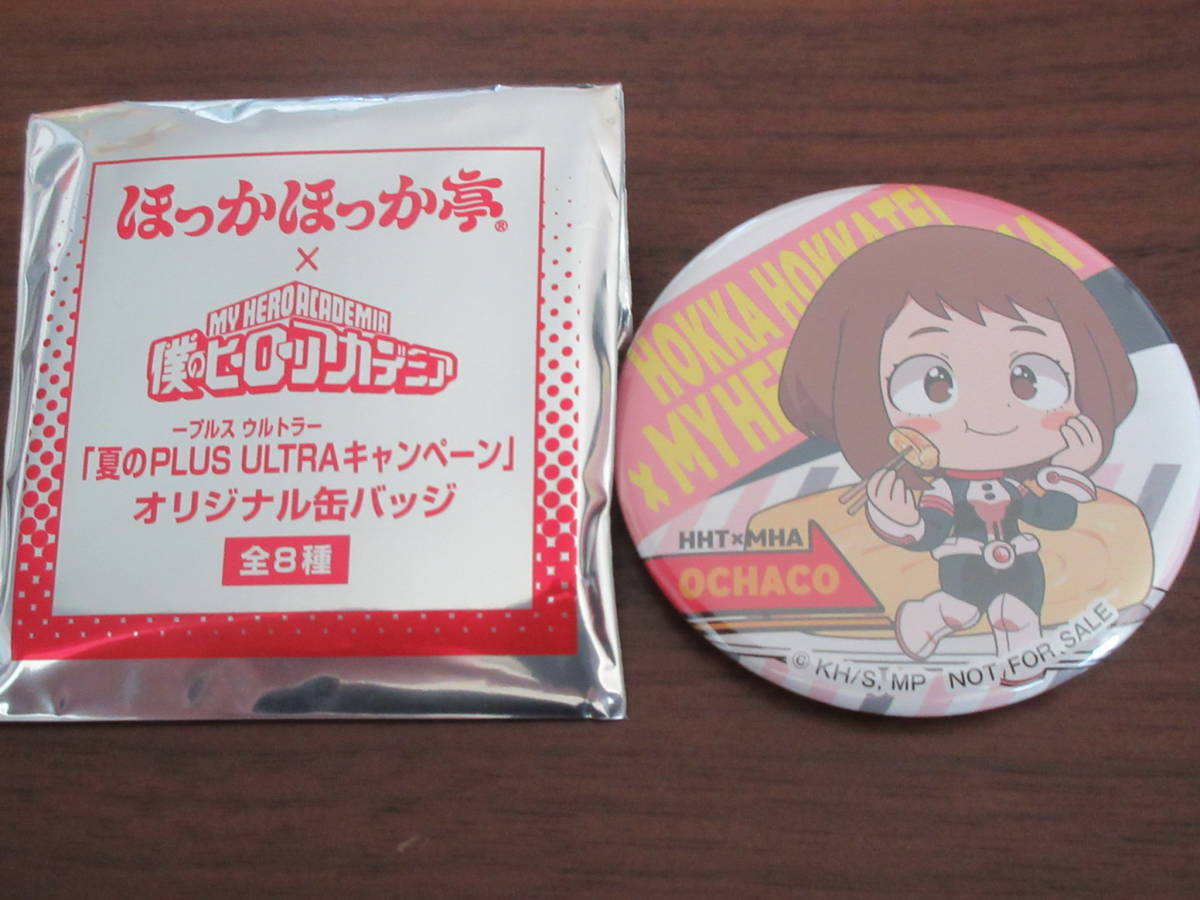 ほっかほっか亭®
×
MY HERO ACADEMIA
僕のヒーローアカデミア
ープルス ウルトラー
「夏のPLUS ULTRAキャンペーン」
オリジナル缶バッジ
全8種
HOKKA HOKKATEI
× MY HE
HHT×MHA
OCHACO
© KH/S, MP NOT FOR SALE